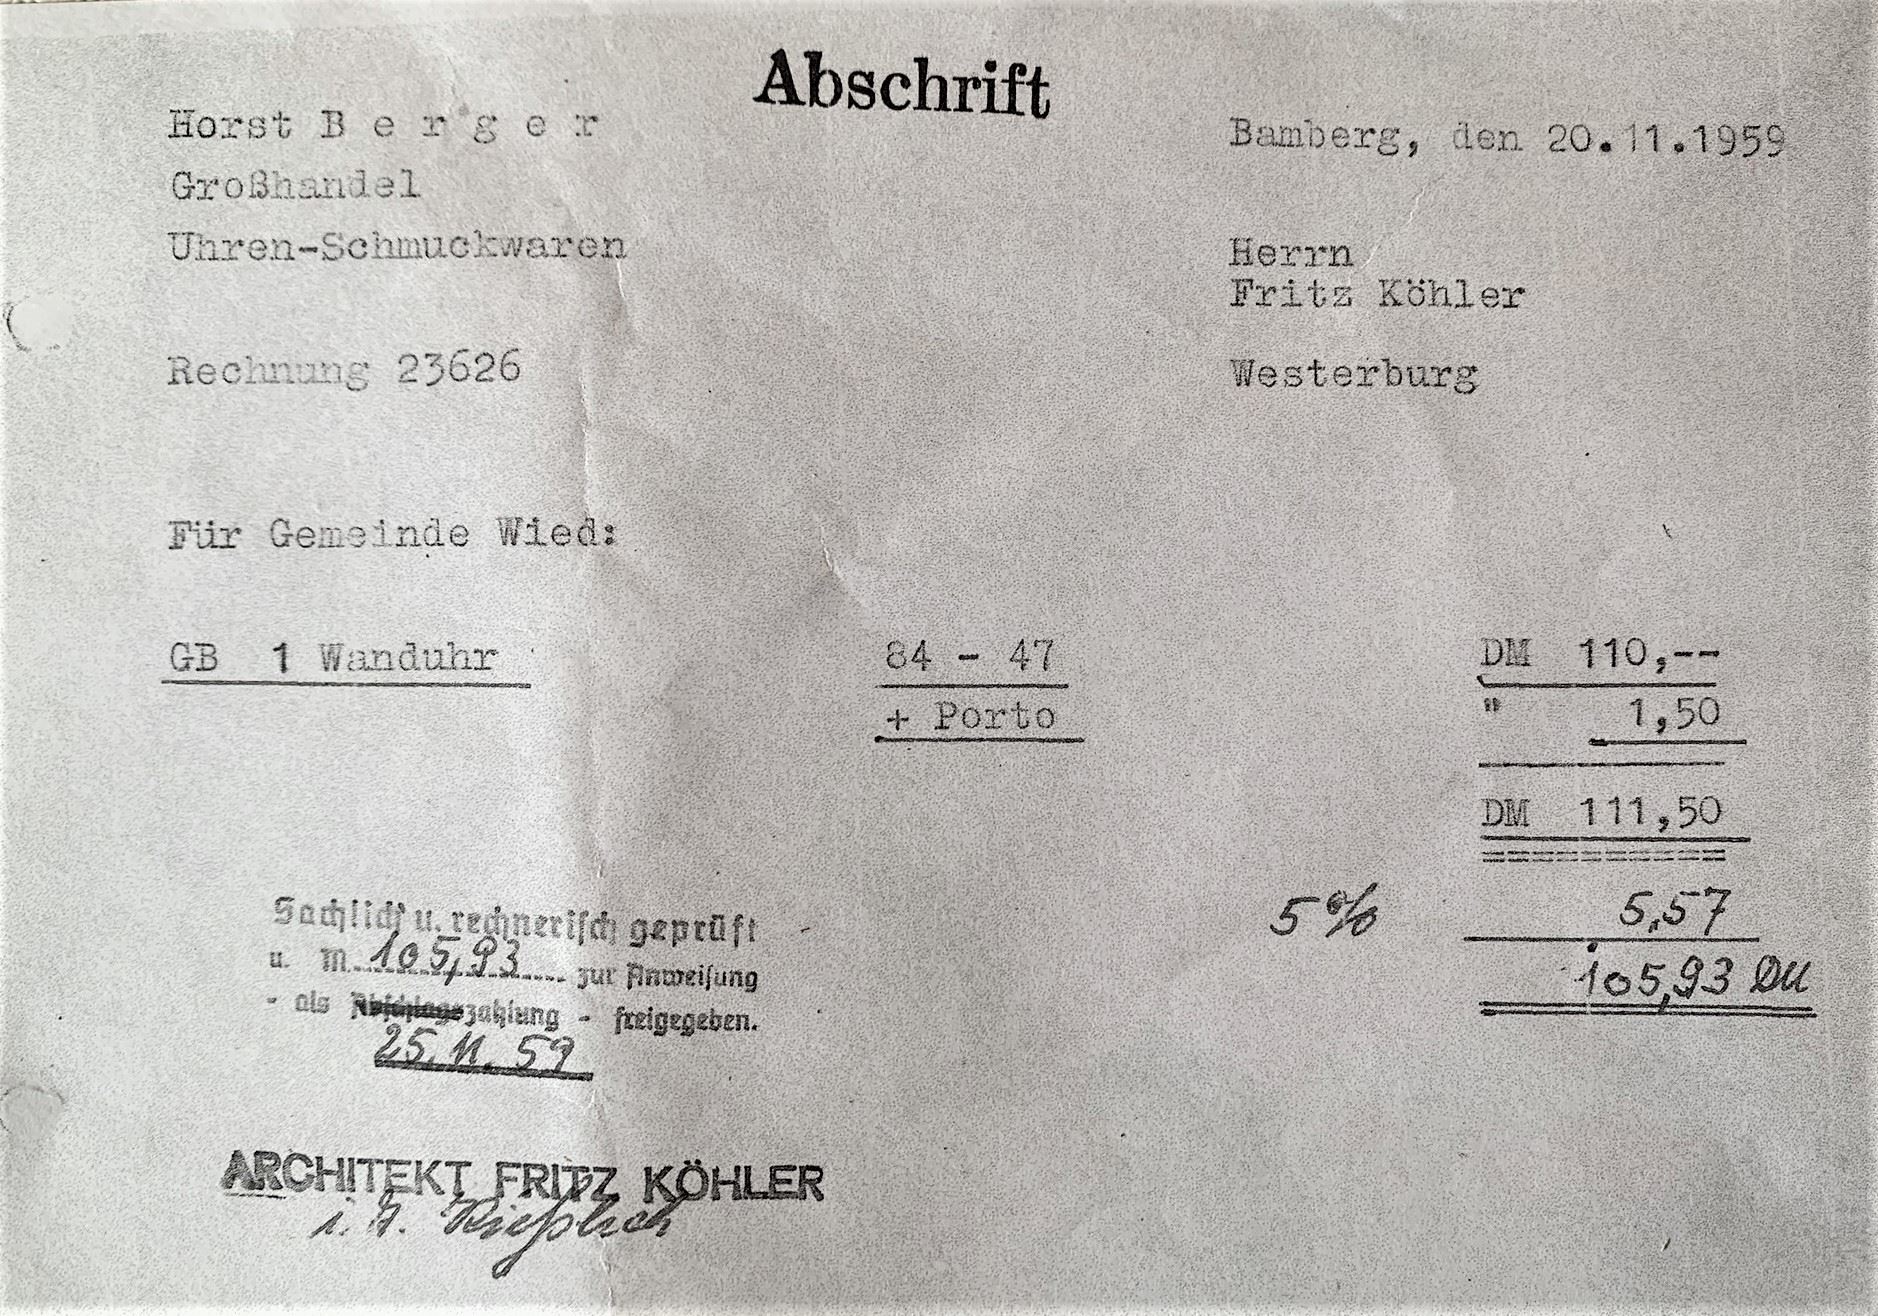 Abschrift
Horst B e r g e r
Großhandel
Uhren-Schmuckwaren
Bamberg, den 20.11.1959
Herrn
Fritz Köhler
Westerburg
Rechnung 23626
Für Gemeinde Wied:
GB 1 Wanduhr 84 - 47 DM 110,--
+ Porto " 1,50
DM 111,50
5% 5,57
105,93 DM
Sachlich u. rechnerisch geprüft
u. m 105,93 zur Anweisung
- als Abschlagszahlung - freigegeben.
25.11.59
ARCHITEKT FRITZ KÖHLER
i. A.